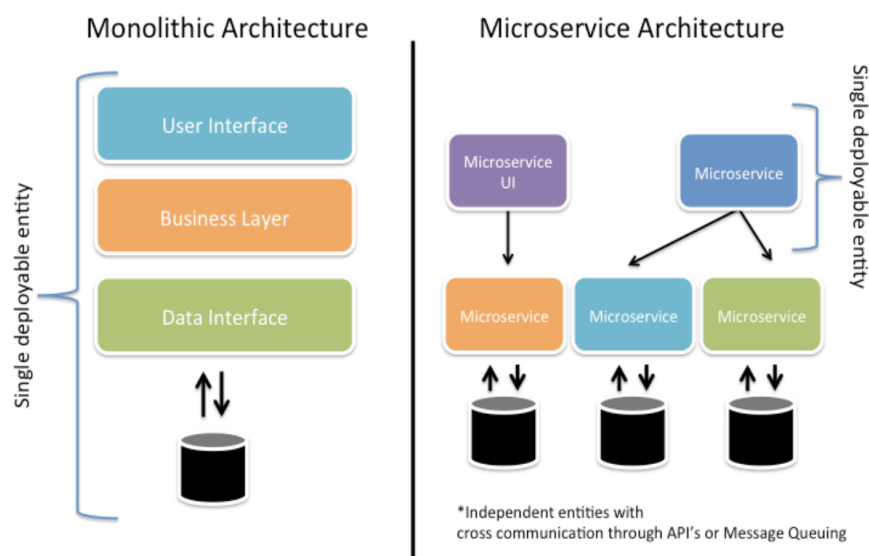 Monolithic Architecture
Single deployable entity
User Interface
Business Layer
Data Interface
Microservice Architecture
Single deployable entity
Microservice
UI
Microservice
Microservice
Microservice
Microservice
*Independent entities with
cross communication through API's or Message Queuing